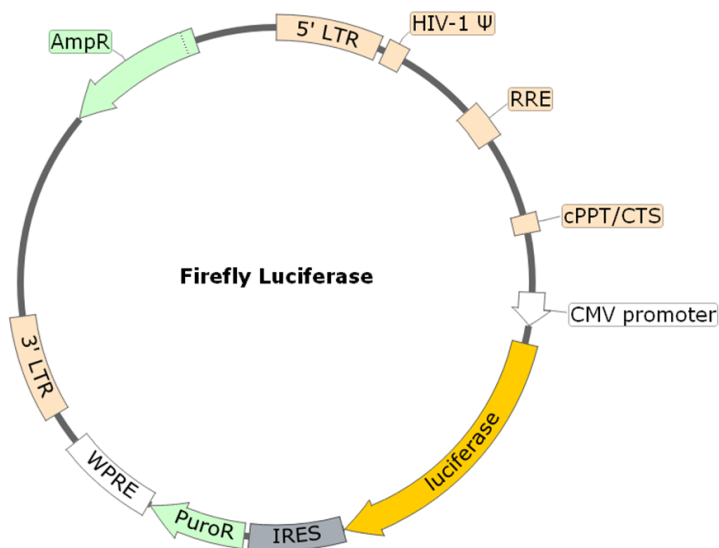 AmpR
5' LTR
HIV-1 Ψ
RRE
cPPT/CTS
Firefly Luciferase
CMV promoter
luciferase
IRES
PuroR
WPRE
3' LTR